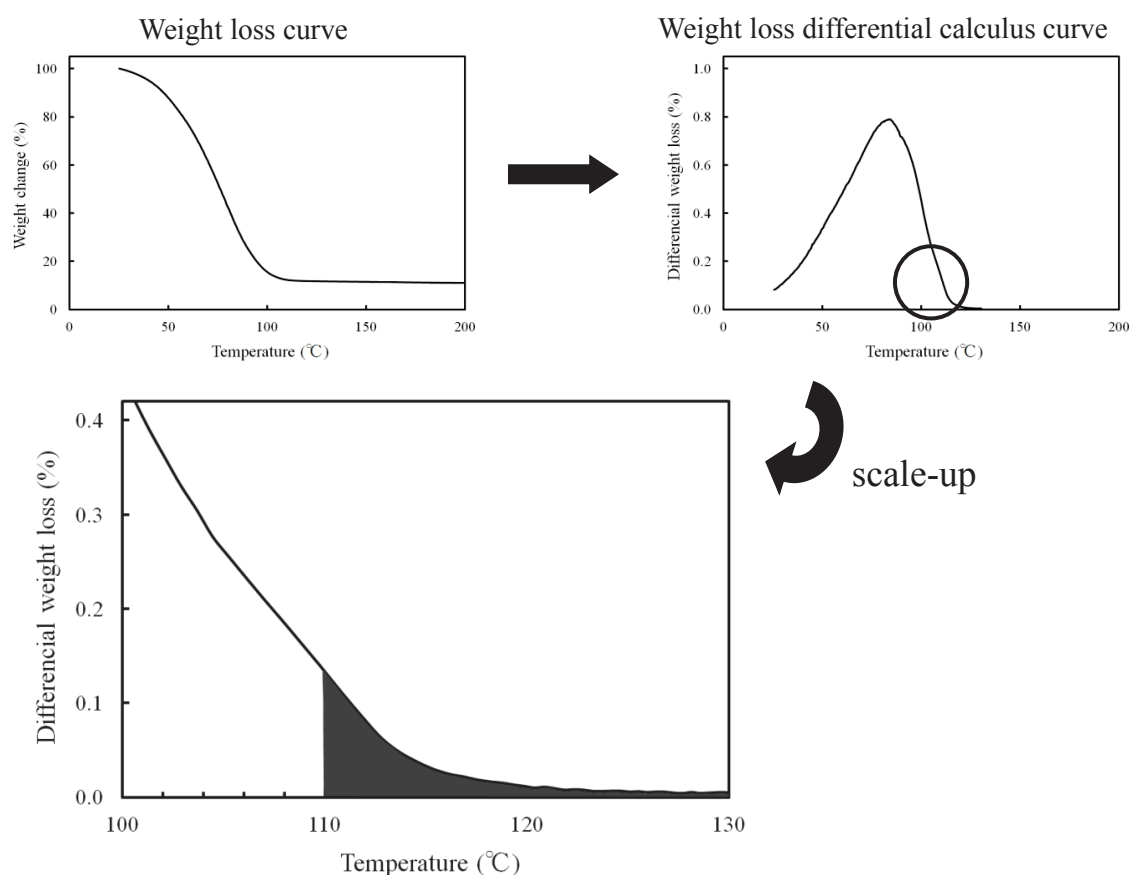 Weight loss curve
Weight loss differential calculus curve
100
80
60
40
20
0
Weight change (%)
0 50 100 150 200
Temperature (℃)
1.0
0.8
0.6
0.4
0.2
0.0
Differencial weight loss (%)
0 50 100 150 200
Temperature (℃)
scale-up
0.4
0.3
0.2
0.1
0.0
Differencial weight loss (%)
100 110 120 130
Temperature (℃)